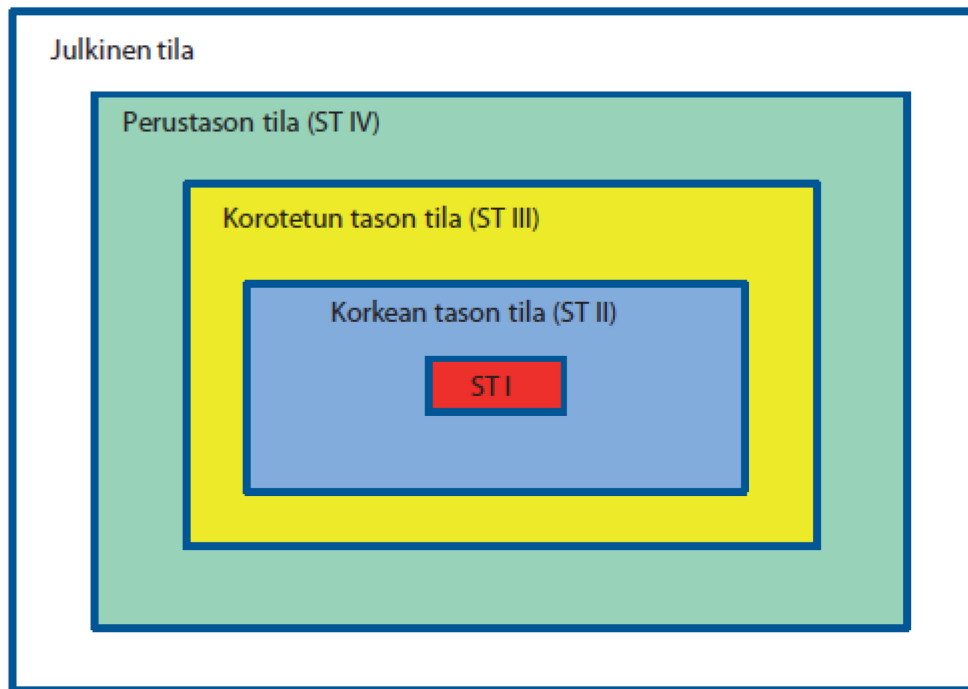 Julkinen tila
Perustason tila (ST IV)
Korotetun tason tila (ST III)
Korkean tason tila (ST II)
ST I